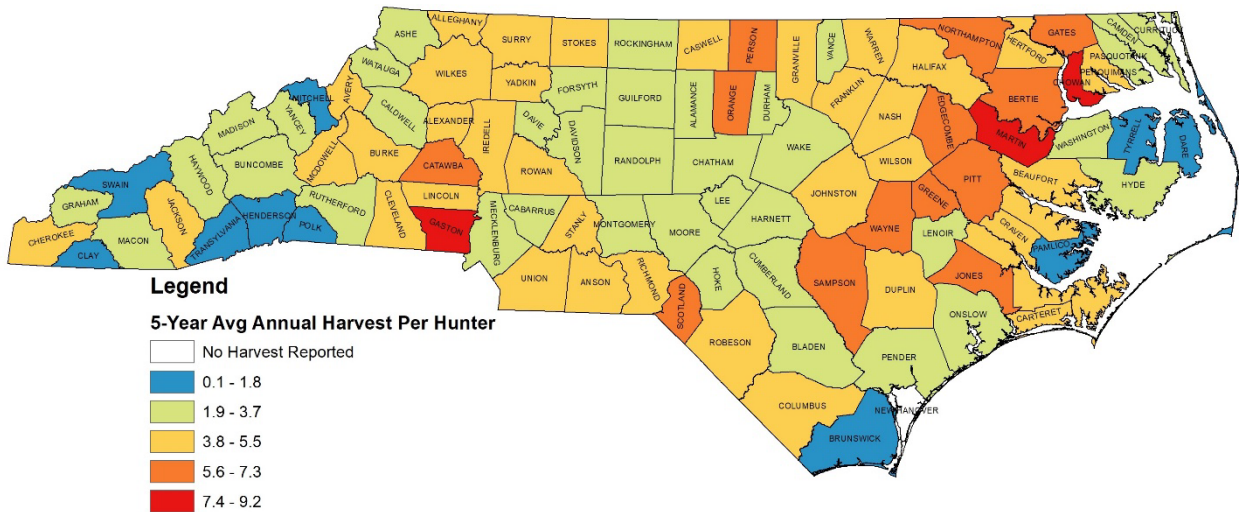 ALLEGHANY
ASHE
SURRY
STOKES
ROCKINGHAM
CASWELL
PERSON
GRANVILLE
VANCE
WARREN
NORTHAMPTON
GATES
HERTFORD
CAMDEN
CURRITUCK
PASQUOTANK
PERQUIMANS
CHOWAN
WATAUGA
WILKES
YADKIN
FORSYTH
GUILFORD
ALAMANCE
ORANGE
DURHAM
FRANKLIN
HALIFAX
BERTIE
MITCHELL
AVERY
CALDWELL
ALEXANDER
IREDELL
DAVIE
DAVIDSON
RANDOLPH
CHATHAM
WAKE
NASH
EDGECOMBE
MARTIN
WASHINGTON
TYRRELL
DARE
MADISON
YANCEY
BUNCOMBE
MCDOWELL
BURKE
CATAWBA
ROWAN
WILSON
PITT
BEAUFORT
HYDE
SWAIN
HAYWOOD
GRAHAM
JACKSON
RUTHERFORD
CLEVELAND
LINCOLN
GASTON
MECKLENBURG
CABARRUS
STANLY
MONTGOMERY
MOORE
LEE
HARNETT
JOHNSTON
WAYNE
GREENE
LENOIR
CRAVEN
PAMLICO
CHEROKEE
CLAY
MACON
TRANSYLVANIA
HENDERSON
POLK
UNION
ANSON
RICHMOND
SCOTLAND
HOKE
CUMBERLAND
SAMPSON
DUPLIN
JONES
CARTERET
ONSLOW
ROBESON
BLADEN
PENDER
COLUMBUS
BRUNSWICK
NEW HANOVER
Legend
5-Year Avg Annual Harvest Per Hunter
No Harvest Reported
0.1 - 1.8
1.9 - 3.7
3.8 - 5.5
5.6 - 7.3
7.4 - 9.2